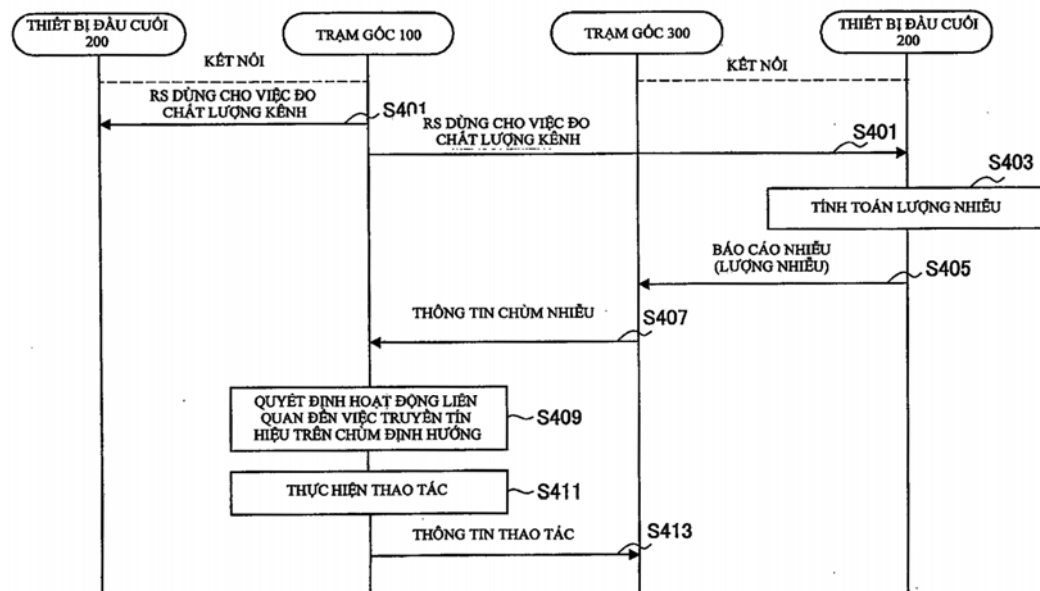 THIẾT BỊ ĐẦU CUỐI
200
TRẠM GỐC 100
TRẠM GỐC 300
THIẾT BỊ ĐẦU CUỐI
200
KẾT NỐI
KẾT NỐI
RS DÙNG CHO VIỆC ĐO
CHẤT LƯỢNG KÊNH
S401
RS DÙNG CHO VIỆC ĐO
CHẤT LƯỢNG KÊNH
S401
S403
TÍNH TOÁN LƯỢNG NHIỄU
BÁO CÁO NHIỄU
(LƯỢNG NHIỄU)
S405
THÔNG TIN CHÙM NHIỄU
S407
QUYẾT ĐỊNH HOẠT ĐỘNG LIÊN
QUAN ĐẾN VIỆC TRUYỀN TÍN
HIỆU TRÊN CHÙM ĐỊNH HƯỚNG
S409
THỰC HIỆN THAO TÁC
S411
THÔNG TIN THAO TÁC
S413